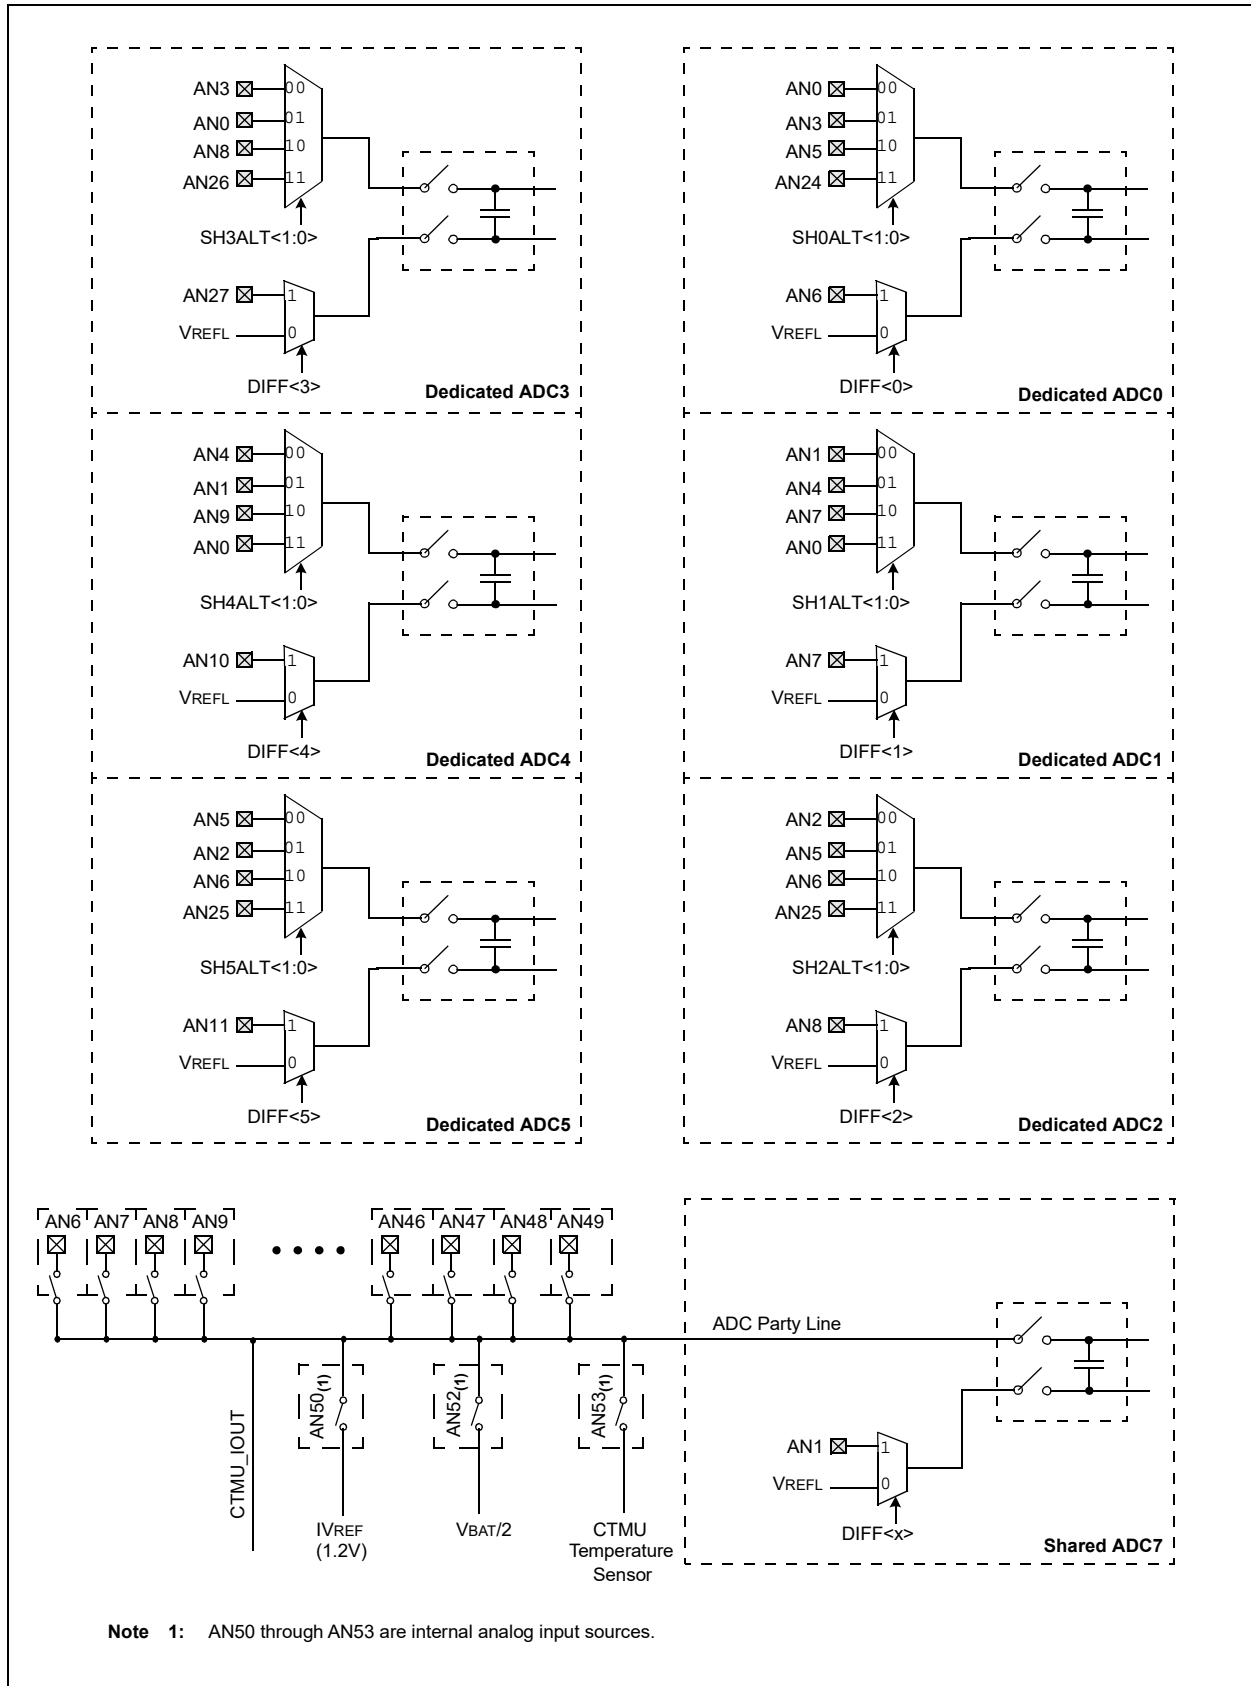 AN3 00
AN0 01
AN8 10
AN26 11
SH3ALT<1:0>
AN27 1
VREFL 0
DIFF<3>
Dedicated ADC3
AN0 00
AN3 01
AN5 10
AN24 11
SH0ALT<1:0>
AN6 1
VREFL 0
DIFF<0>
Dedicated ADC0
AN4 00
AN1 01
AN9 10
AN0 11
SH4ALT<1:0>
AN10 1
VREFL 0
DIFF<4>
Dedicated ADC4
AN1 00
AN4 01
AN7 10
AN0 11
SH1ALT<1:0>
AN7 1
VREFL 0
DIFF<1>
Dedicated ADC1
AN5 00
AN2 01
AN6 10
AN25 11
SH5ALT<1:0>
AN11 1
VREFL 0
DIFF<5>
Dedicated ADC5
AN2 00
AN5 01
AN6 10
AN25 11
SH2ALT<1:0>
AN8 1
VREFL 0
DIFF<2>
Dedicated ADC2
AN6 AN7 AN8 AN9 AN46 AN47 AN48 AN49
ADC Party Line
CTMU_IOUT
AN50(1)
AN52(1)
AN53(1)
IVREF
(1.2V)
VBAT/2
CTMU
Temperature
Sensor
AN1 1
VREFL 0
DIFF<x>
Shared ADC7
Note 1: AN50 through AN53 are internal analog input sources.